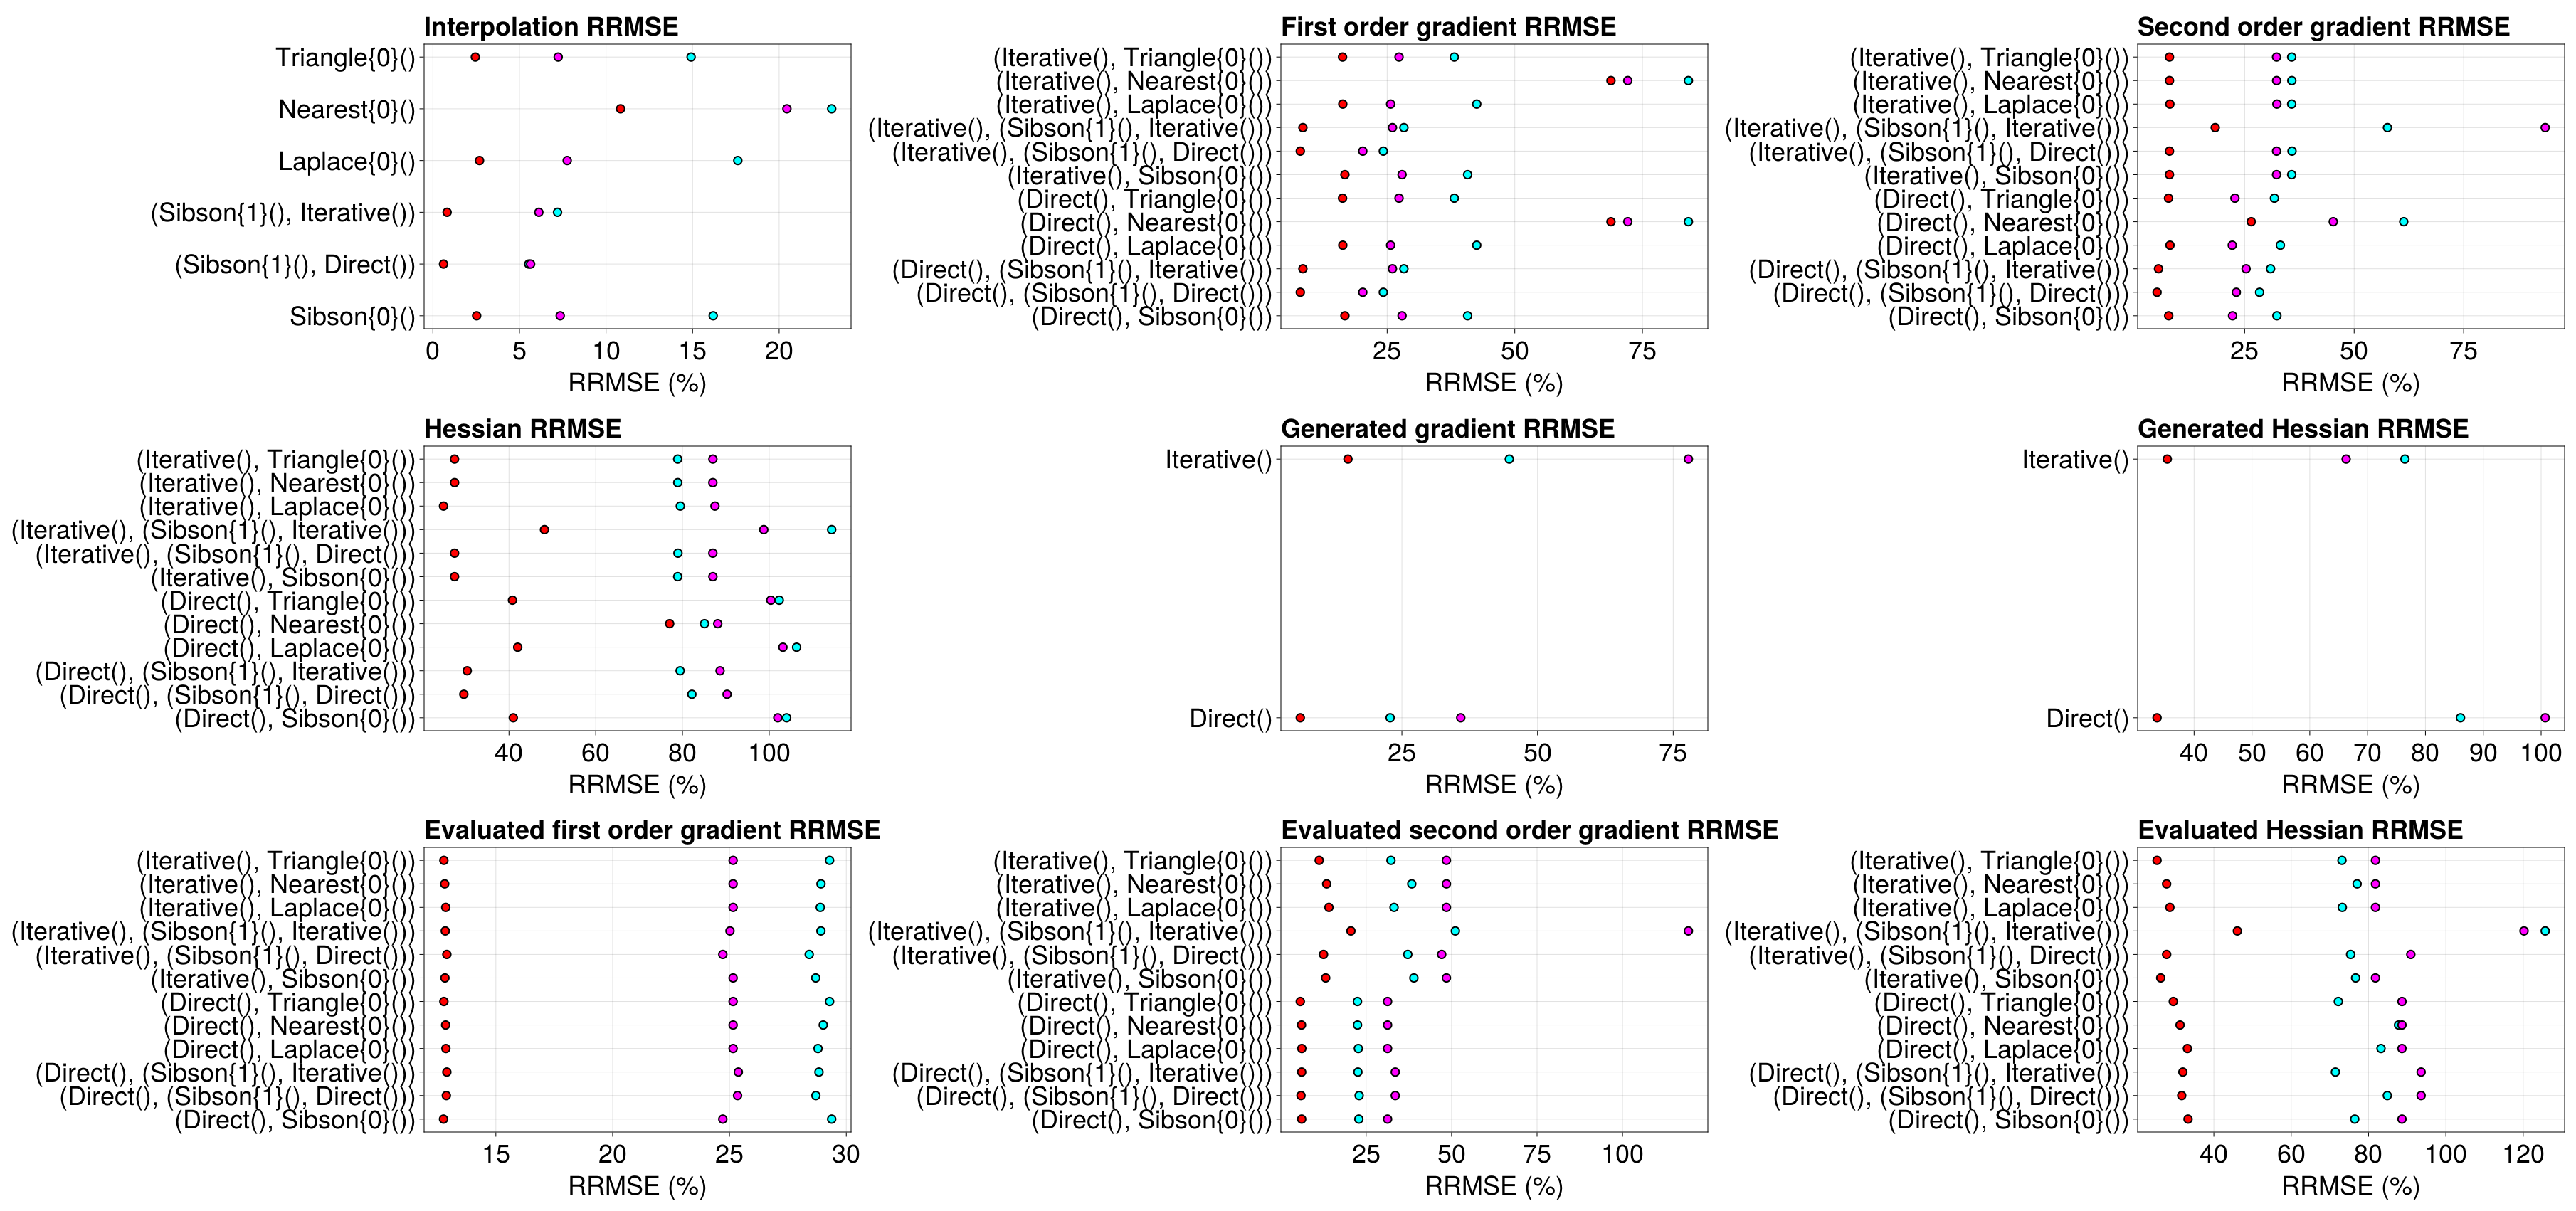 Interpolation RRMSE
Triangle{0}()
Nearest{0}()
Laplace{0}()
(Sibson{1}(), Iterative())
(Sibson{1}(), Direct())
Sibson{0}()
0 5 10 15 20
RRMSE (%)
First order gradient RRMSE
(Iterative(), Triangle{0}())
(Iterative(), Nearest{0}())
(Iterative(), Laplace{0}())
(Iterative(), (Sibson{1}(), Iterative()))
(Iterative(), (Sibson{1}(), Direct()))
(Iterative(), Sibson{0}())
(Direct(), Triangle{0}())
(Direct(), Nearest{0}())
(Direct(), Laplace{0}())
(Direct(), (Sibson{1}(), Iterative()))
(Direct(), (Sibson{1}(), Direct()))
(Direct(), Sibson{0}())
25 50 75
RRMSE (%)
Second order gradient RRMSE
(Iterative(), Triangle{0}())
(Iterative(), Nearest{0}())
(Iterative(), Laplace{0}())
(Iterative(), (Sibson{1}(), Iterative()))
(Iterative(), (Sibson{1}(), Direct()))
(Iterative(), Sibson{0}())
(Direct(), Triangle{0}())
(Direct(), Nearest{0}())
(Direct(), Laplace{0}())
(Direct(), (Sibson{1}(), Iterative()))
(Direct(), (Sibson{1}(), Direct()))
(Direct(), Sibson{0}())
25 50 75
RRMSE (%)
Hessian RRMSE
(Iterative(), Triangle{0}())
(Iterative(), Nearest{0}())
(Iterative(), Laplace{0}())
(Iterative(), (Sibson{1}(), Iterative()))
(Iterative(), (Sibson{1}(), Direct()))
(Iterative(), Sibson{0}())
(Direct(), Triangle{0}())
(Direct(), Nearest{0}())
(Direct(), Laplace{0}())
(Direct(), (Sibson{1}(), Iterative()))
(Direct(), (Sibson{1}(), Direct()))
(Direct(), Sibson{0}())
40 60 80 100
RRMSE (%)
Generated gradient RRMSE
Iterative()
Direct()
25 50 75
RRMSE (%)
Generated Hessian RRMSE
Iterative()
Direct()
40 50 60 70 80 90 100
RRMSE (%)
Evaluated first order gradient RRMSE
(Iterative(), Triangle{0}())
(Iterative(), Nearest{0}())
(Iterative(), Laplace{0}())
(Iterative(), (Sibson{1}(), Iterative()))
(Iterative(), (Sibson{1}(), Direct()))
(Iterative(), Sibson{0}())
(Direct(), Triangle{0}())
(Direct(), Nearest{0}())
(Direct(), Laplace{0}())
(Direct(), (Sibson{1}(), Iterative()))
(Direct(), (Sibson{1}(), Direct()))
(Direct(), Sibson{0}())
15 20 25 30
RRMSE (%)
Evaluated second order gradient RRMSE
(Iterative(), Triangle{0}())
(Iterative(), Nearest{0}())
(Iterative(), Laplace{0}())
(Iterative(), (Sibson{1}(), Iterative()))
(Iterative(), (Sibson{1}(), Direct()))
(Iterative(), Sibson{0}())
(Direct(), Triangle{0}())
(Direct(), Nearest{0}())
(Direct(), Laplace{0}())
(Direct(), (Sibson{1}(), Iterative()))
(Direct(), (Sibson{1}(), Direct()))
(Direct(), Sibson{0}())
25 50 75 100
RRMSE (%)
Evaluated Hessian RRMSE
(Iterative(), Triangle{0}())
(Iterative(), Nearest{0}())
(Iterative(), Laplace{0}())
(Iterative(), (Sibson{1}(), Iterative()))
(Iterative(), (Sibson{1}(), Direct()))
(Iterative(), Sibson{0}())
(Direct(), Triangle{0}())
(Direct(), Nearest{0}())
(Direct(), Laplace{0}())
(Direct(), (Sibson{1}(), Iterative()))
(Direct(), (Sibson{1}(), Direct()))
(Direct(), Sibson{0}())
40 60 80 100 120
RRMSE (%)